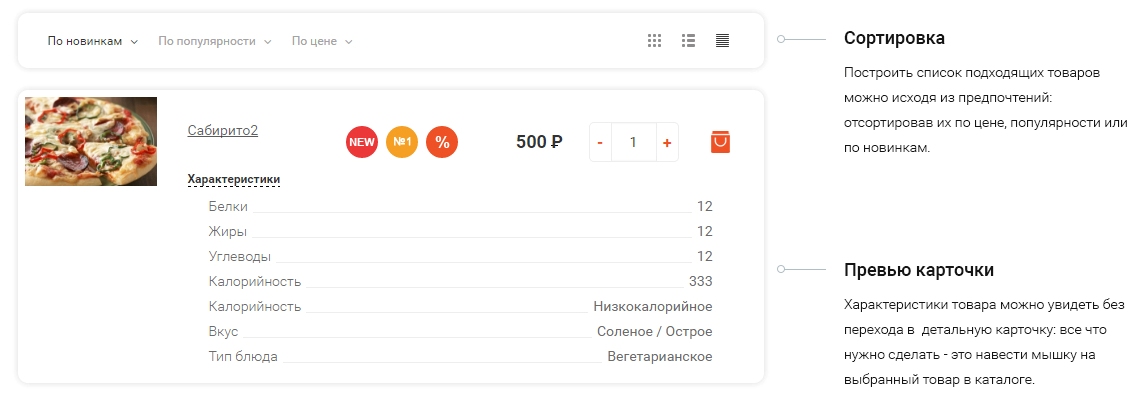 По новинкам По популярности По цене
Сабирито2
NEW №1 % 500 ₽ - 1 +
Характеристики
Белки 12
Жиры 12
Углеводы 12
Калорийность 333
Калорийность Низкокалорийное
Вкус Соленое / Острое
Тип блюда Вегетарианское
Сортировка
Построить список подходящих товаров
можно исходя из предпочтений:
отсортировав их по цене, популярности или
по новинкам.
Превью карточки
Характеристики товара можно увидеть без
перехода в детальную карточку: все что
нужно сделать - это навести мышку на
выбранный товар в каталоге.